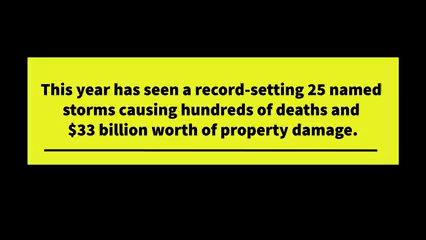 This year has seen a record-setting 25 named
storms causing hundreds of deaths and
$33 billion worth of property damage.